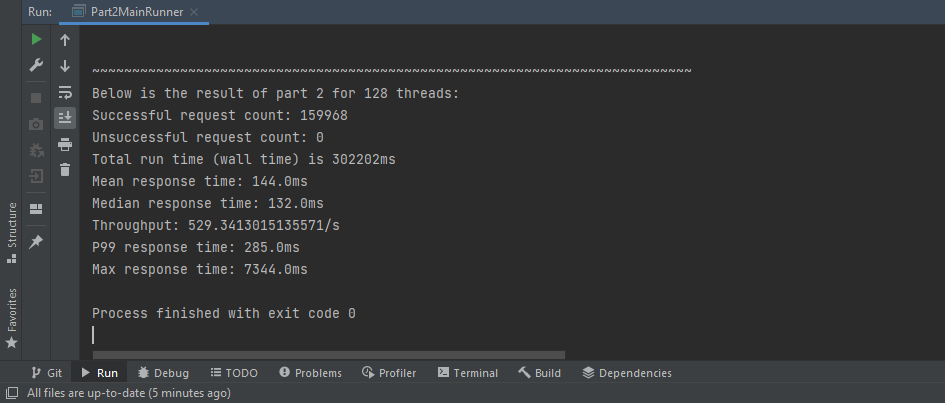 Run: Part2MainRunner
~~~~~~~~~~~~~~~~~~~~~~~~~~~~~~~~~~~~~~~~~~~~~~~~~~~~~~~~~~~~~~~~~~~~~~~~~~~
Below is the result of part 2 for 128 threads:
Successful request count: 159968
Unsuccessful request count: 0
Total run time (wall time) is 302202ms
Mean response time: 144.0ms
Median response time: 132.0ms
Throughput: 529.3413015135571/s
P99 response time: 285.0ms
Max response time: 7344.0ms
Process finished with exit code 0
Structure
Favorites
Git Run Debug TODO Problems Profiler Terminal Build Dependencies
All files are up-to-date (5 minutes ago)